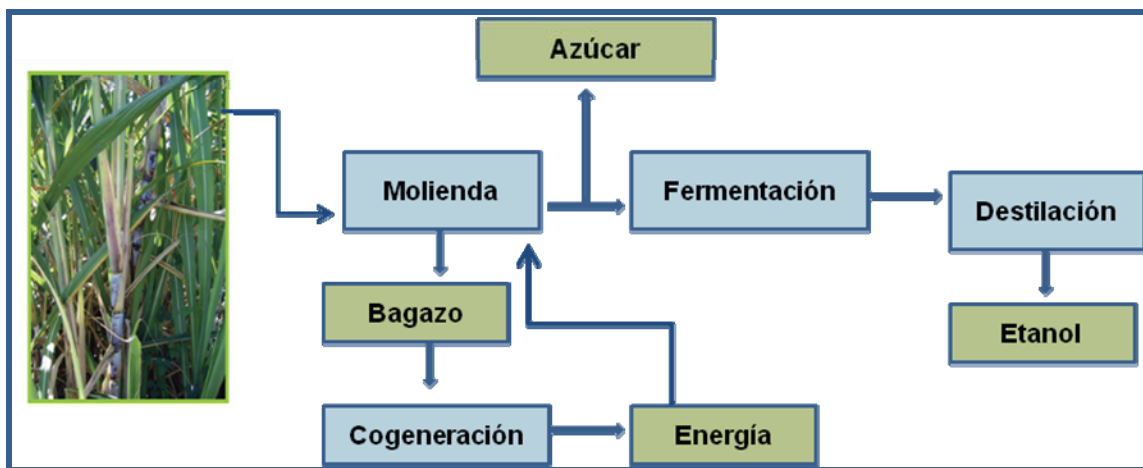 Azúcar
Molienda
Fermentación
Destilación
Bagazo
Etanol
Cogeneración
Energía